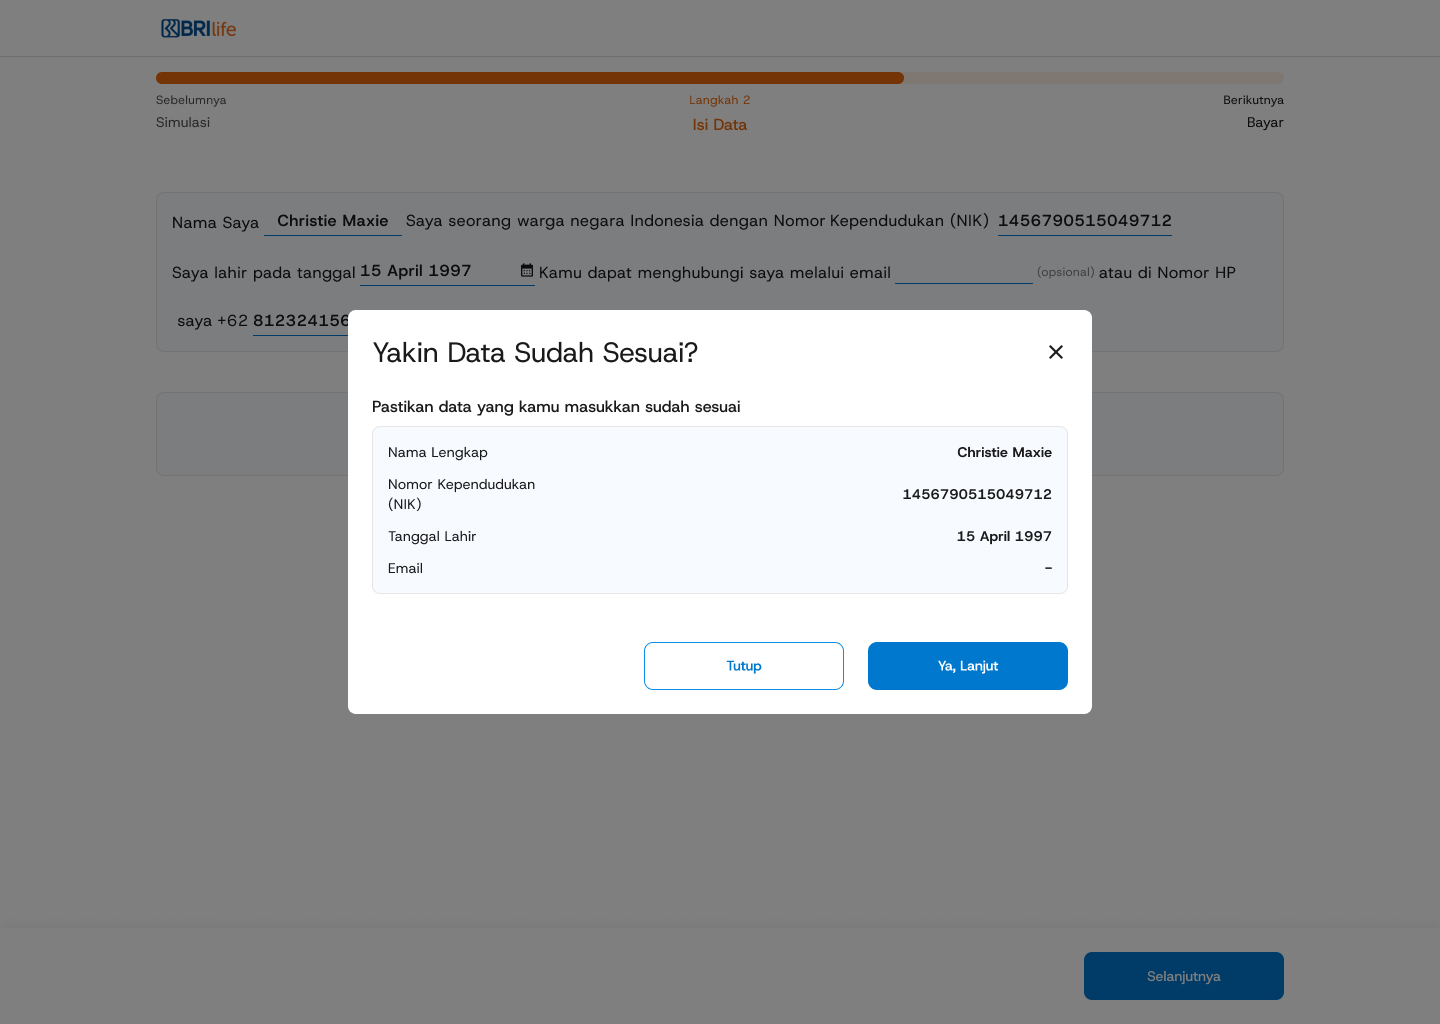 BRI life
Sebelumnya
Simulasi
Langkah 2
Isi Data
Berikutnya
Bayar
Nama Saya Christie Maxie Saya seorang warga negara Indonesia dengan Nomor Kependudukan (NIK) 1456790515049712
Saya lahir pada tanggal 15 April 1997 Kamu dapat menghubungi saya melalui email (opsional) atau di Nomor HP
saya +62 812324156
Yakin Data Sudah Sesuai?
Pastikan data yang kamu masukkan sudah sesuai
Nama Lengkap Christie Maxie
Nomor Kependudukan
(NIK) 1456790515049712
Tanggal Lahir 15 April 1997
Email -
Tutup Ya, Lanjut
Selanjutnya